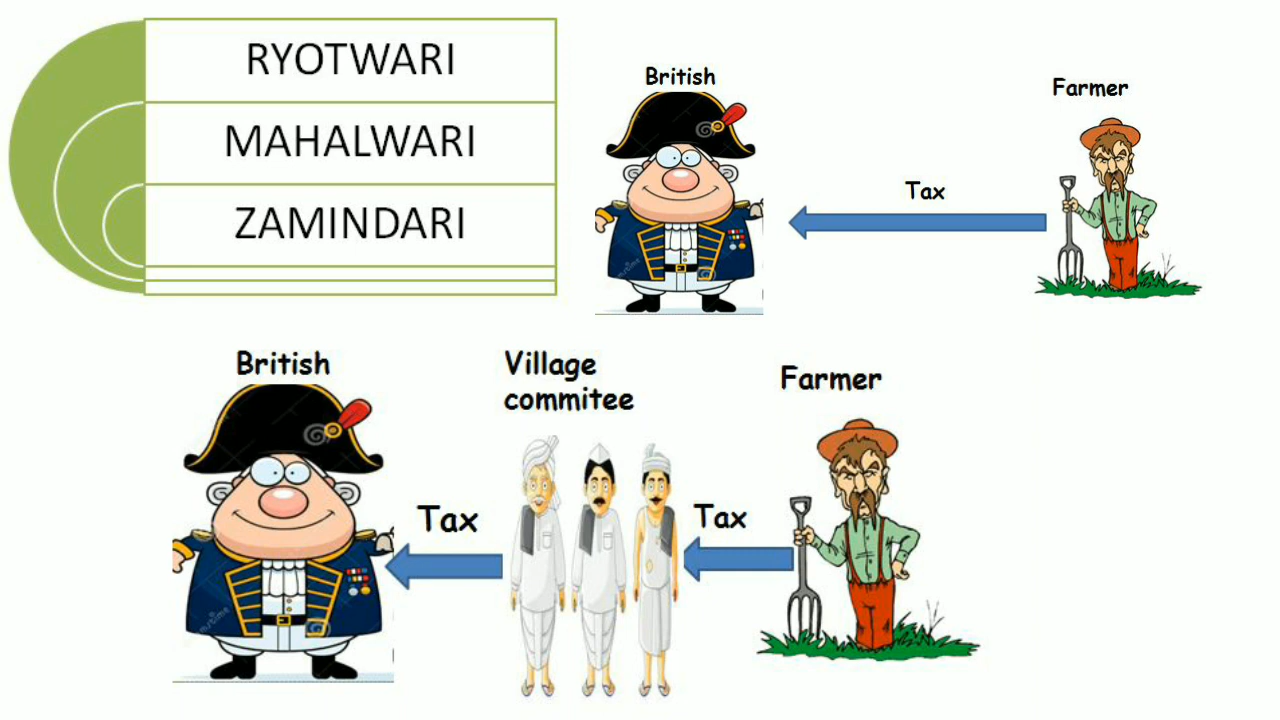 RYOTWARI
MAHALWARI
ZAMINDARI
British
Farmer
Tax
British
Village
commitee
Farmer
Tax
Tax